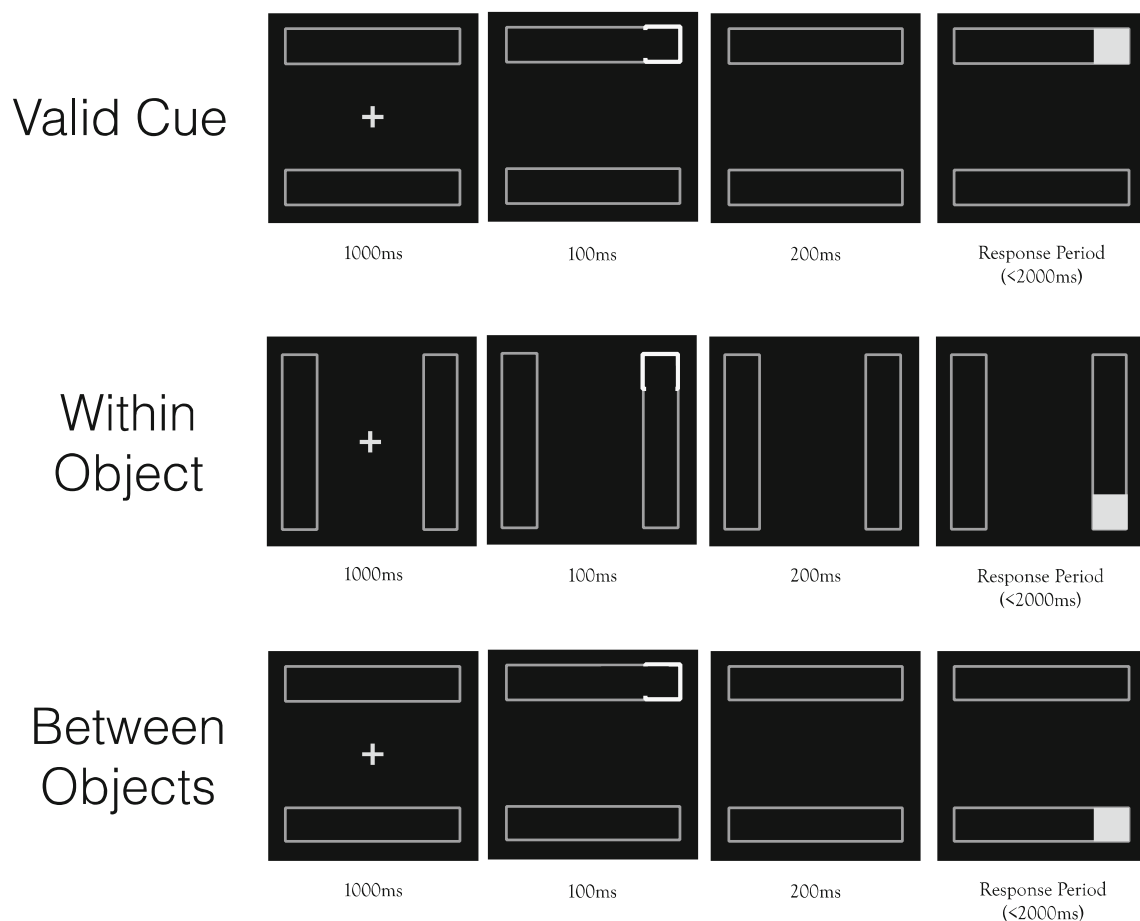 Valid Cue
1000ms
100ms
200ms
Response Period
(<2000ms)
Within
Object
1000ms
100ms
200ms
Response Period
(<2000ms)
Between
Objects
1000ms
100ms
200ms
Response Period
(<2000ms)